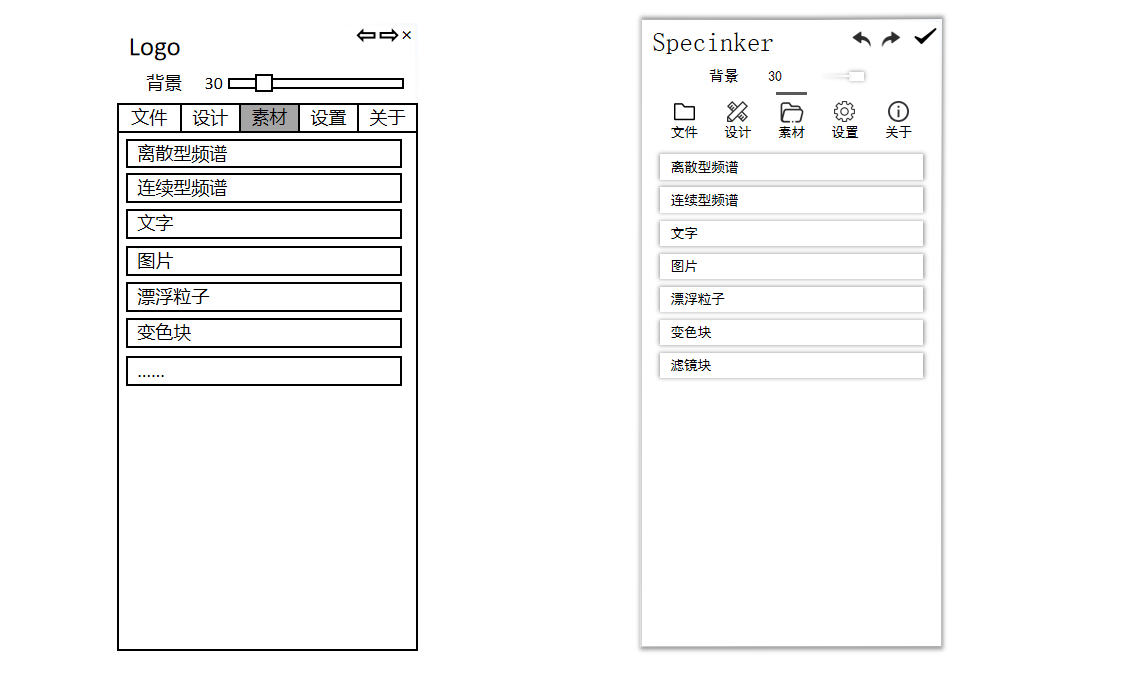 Logo
背景 30
文件 设计 素材 设置 关于
离散型频谱
连续型频谱
文字
图片
漂浮粒子
变色块
......
Specinker
背景 30
文件 设计 素材 设置 关于
离散型频谱
连续型频谱
文字
图片
漂浮粒子
变色块
滤镜块